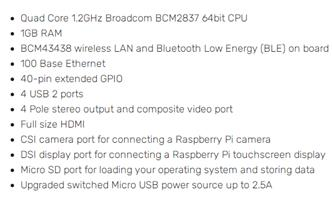 • Quad Core 1.2GHz Broadcom BCM2837 64bit CPU
• 1GB RAM
• BCM43438 wireless LAN and Bluetooth Low Energy (BLE) on board
• 100 Base Ethernet
• 40-pin extended GPIO
• 4 USB 2 ports
• 4 Pole stereo output and composite video port
• Full size HDMI
• CSI camera port for connecting a Raspberry Pi camera
• DSI display port for connecting a Raspberry Pi touchscreen display
• Micro SD port for loading your operating system and storing data
• Upgraded switched Micro USB power source up to 2.5A